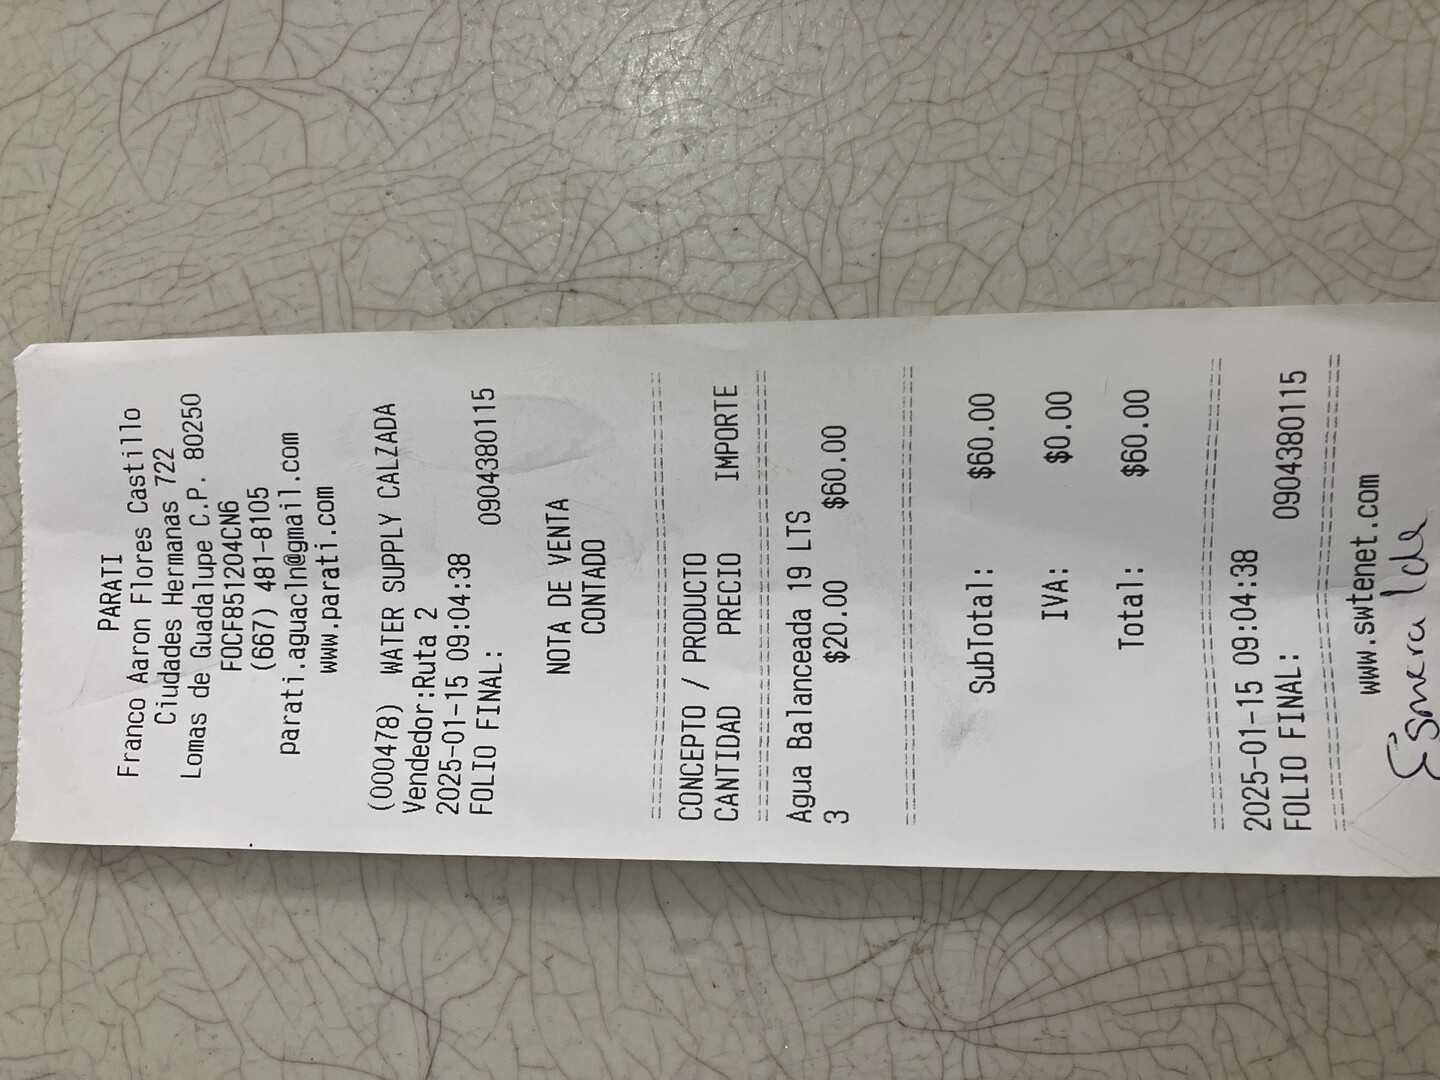 PARATI
Franco Aaron Flores Castillo
Ciudades Hermanas 722
Lomas de Guadalupe C.P. 80250
FOCF851204CN6
(667) 481-8105
parati.aguacln@gmail.com
www.parati.com
(000478) WATER SUPPLY CALZADA
Vendedor:Ruta 2
2025-01-15 09:04:38
FOLIO FINAL: 0904380115
NOTA DE VENTA
CONTADO
================================
CONCEPTO / PRODUCTO
CANTIDAD PRECIO IMPORTE
================================
Agua Balanceada 19 LTS
3 $20.00 $60.00
================================
SubTotal: $60.00
IVA: $0.00
Total: $60.00
================================
2025-01-15 09:04:38
FOLIO FINAL: 0904380115
================================
www.swtenet.com